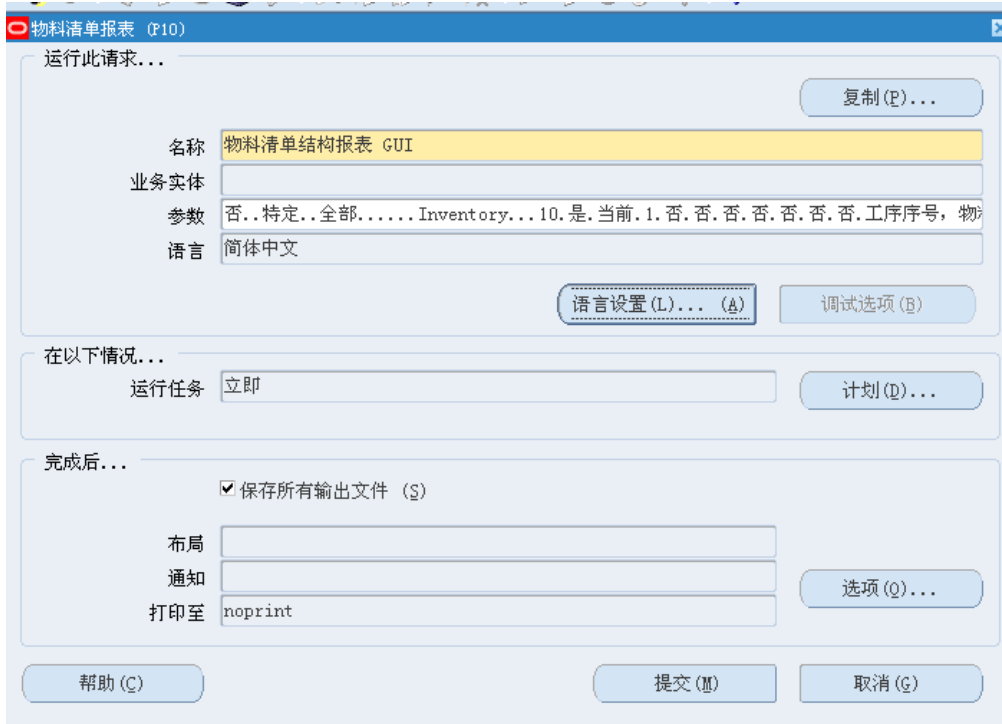 物料清单报表 (P10)
运行此请求...
复制(P)...
名称 物料清单结构报表 GUI
业务实体
参数 否..特定..全部......Inventory...10.是.当前.1.否.否.否.否.否.否.否.工序序号，物
语言 简体中文
语言设置(L)... (A) 调试选项(B)
在以下情况...
运行任务 立即 计划(D)...
完成后...
保存所有输出文件 (S)
布局
通知
选项(O)...
打印至 noprint
帮助(C) 提交(M) 取消(G)